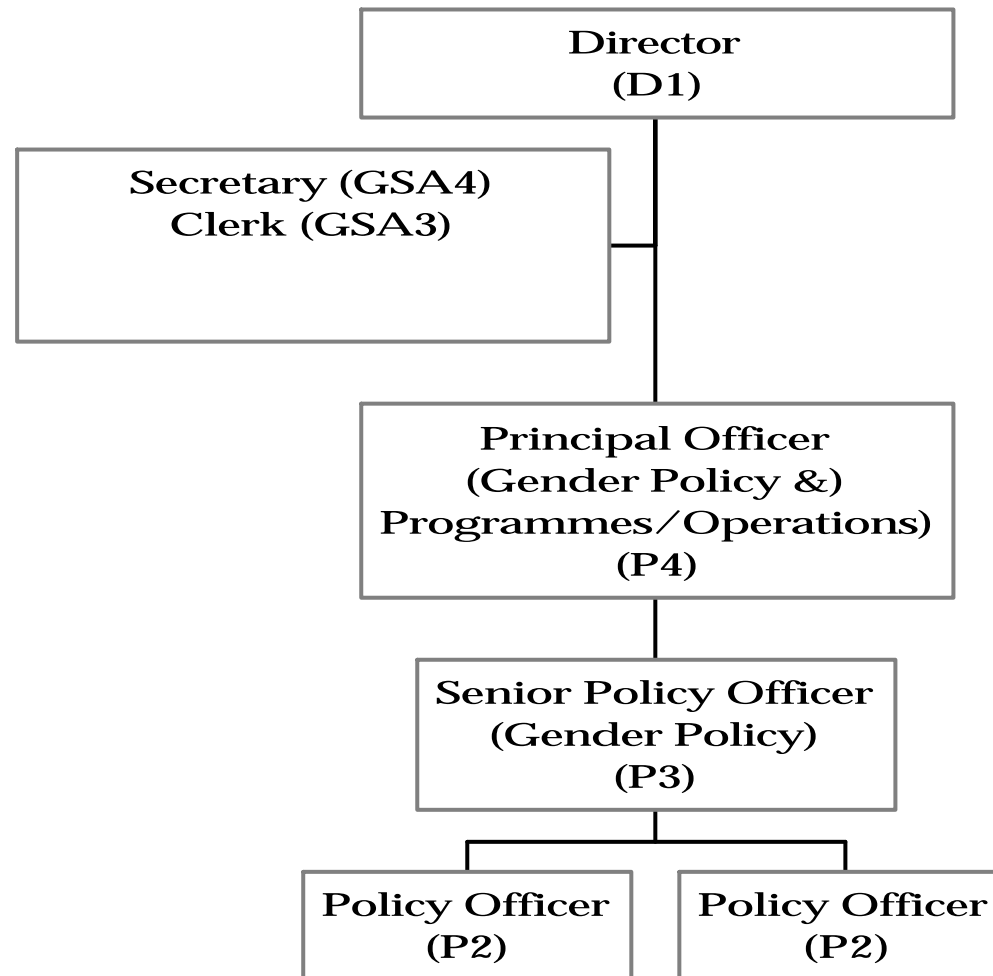 Director
(D1)
Secretary (GSA4)
Clerk (GSA3)
Principal Officer
(Gender Policy &)
Programmes/Operations)
(P4)
Senior Policy Officer
(Gender Policy)
(P3)
Policy Officer
(P2)
Policy Officer
(P2)